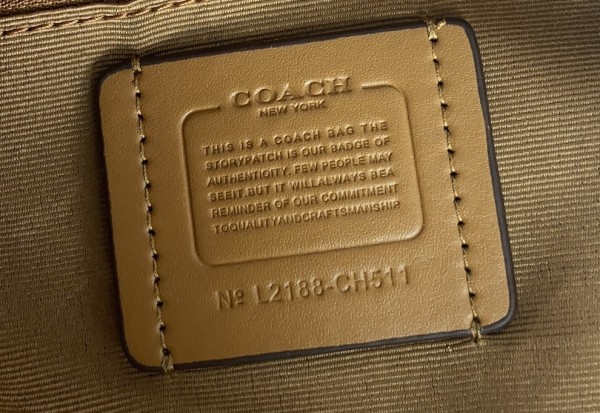 COACH
NEW YORK
THIS IS A COACH BAG THE
STORYPATCH IS OUR BADGE OF
AUTHENTICITY. FEW PEOPLE MAY
SEEIT.BUT IT WILLALWAYS BEA
REMINDER OF OUR COMMITMENT
TOQUALITYANDCRAFTSMANSHIP
Nº L2188-CH511